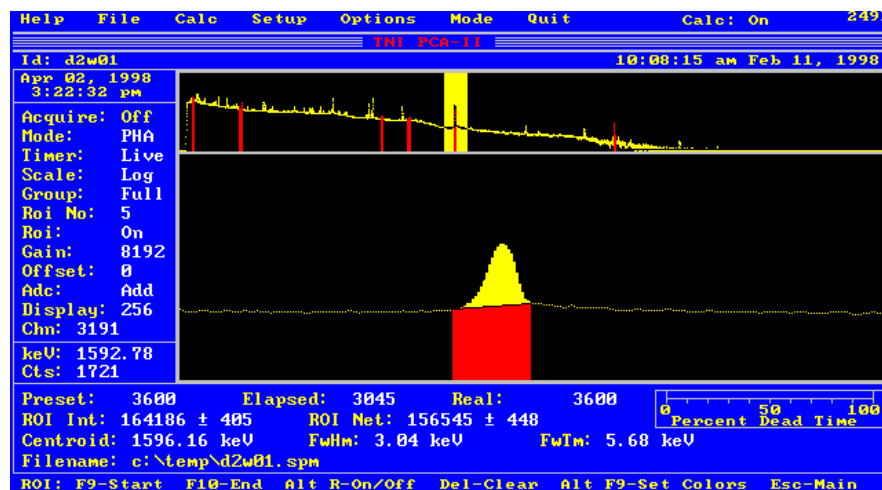 Help File Calc Setup Options Mode Quit Calc: On 249
TNI PCA-II
Id: d2w01 10:08:15 am Feb 11, 1998
Apr 02, 1998
3:22:32 pm
Acquire: Off
Mode: PHA
Timer: Live
Scale: Log
Group: Full
Roi No: 5
Roi: On
Gain: 8192
Offset: 0
Adc: Add
Display: 256
Chn: 3191
keV: 1592.78
Cts: 1721
Preset: 3600 Elapsed: 3045 Real: 3600
0 50 100
Percent Dead Time
ROI Int: 164186 ± 405 ROI Net: 156545 ± 448
Centroid: 1596.16 keV FwHm: 3.04 keV FwTm: 5.68 keV
Filename: c:\temp\d2w01.spm
ROI: F9-Start F10-End Alt R-On/Off Del-Clear Alt F9-Set Colors Esc-Main